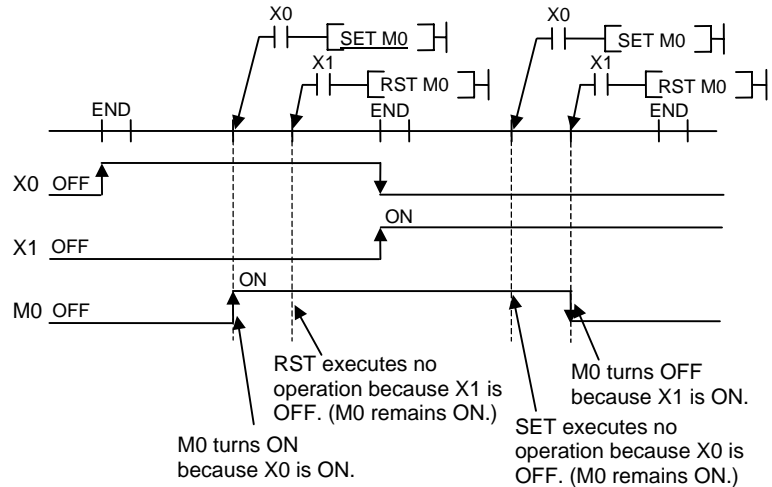 X0 X0
SET M0 SET M0
X1 X1
RST M0 RST M0
END END END
X0 OFF
ON
X1 OFF
ON
M0 OFF
RST executes no
operation because X1 is
OFF. (M0 remains ON.)
M0 turns OFF
because X1 is ON.
M0 turns ON
because X0 is ON.
SET executes no
operation because X0 is
OFF. (M0 remains ON.)